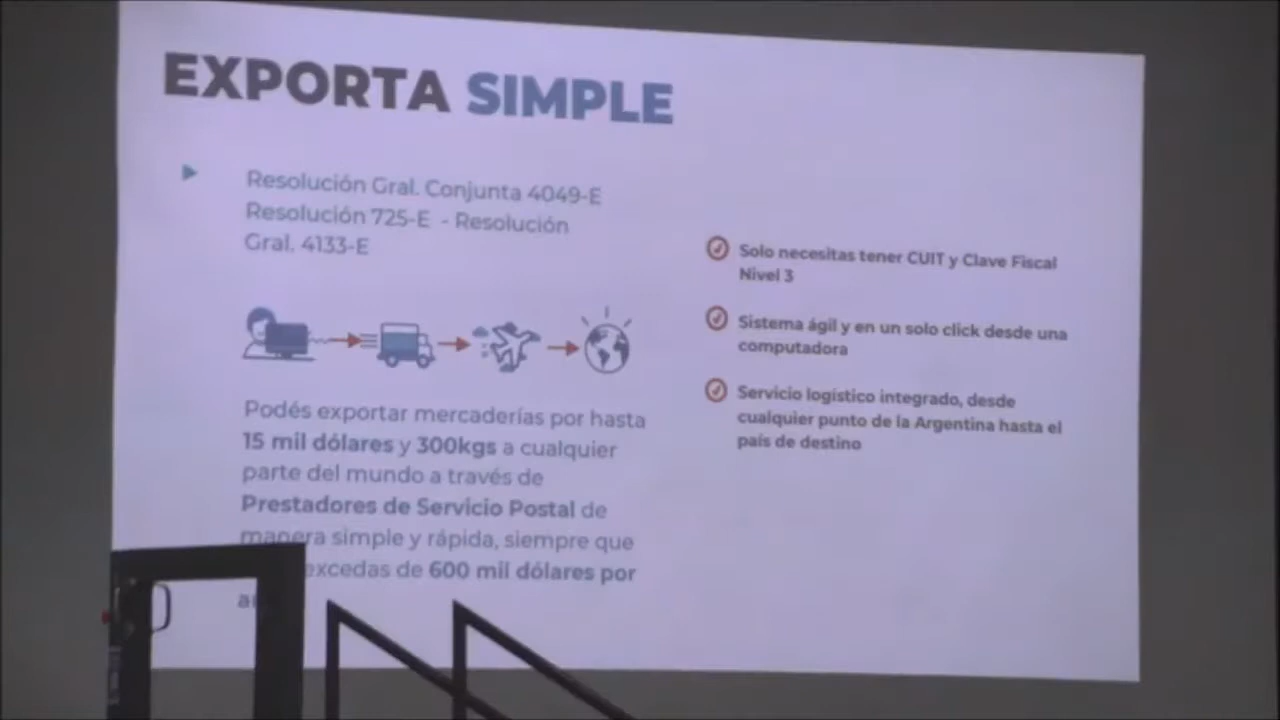 EXPORTA SIMPLE
Resolución Gral. Conjunta 4049-E
Resolución 725-E - Resolución
Gral. 4133-E
Podés exportar mercaderías por hasta
15 mil dólares y 300kgs a cualquier
parte del mundo a través de
Prestadores de Servicio Postal de
manera simple y rápida, siempre que
excedas de 600 mil dólares por
Solo necesitas tener CUIT y Clave Fiscal
Nivel 3
Sistema ágil y en un solo click desde una
computadora
Servicio logístico integrado, desde
cualquier punto de la Argentina hasta el
país de destino